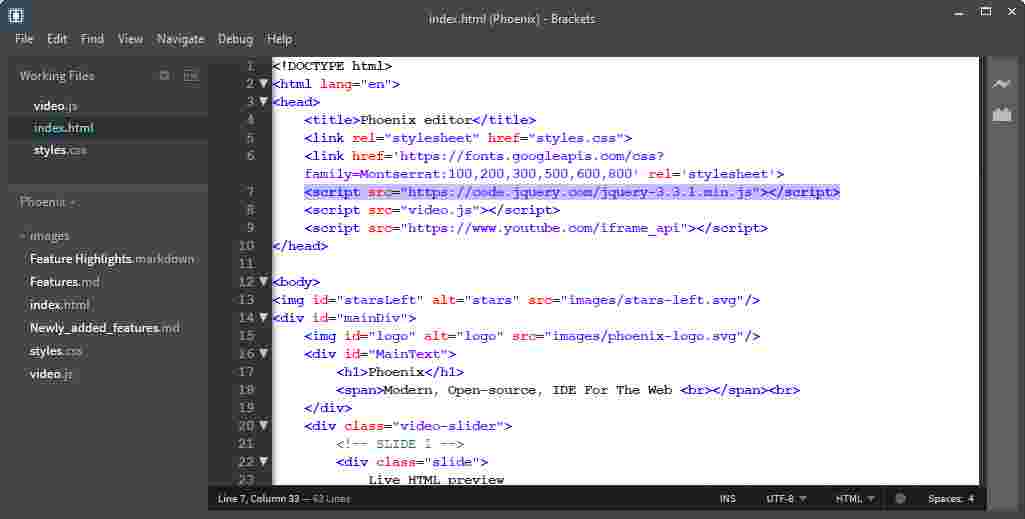 index.html (Phoenix) - Brackets
File Edit Find View Navigate Debug Help
Working Files
video.js
index.html
styles.css
Phoenix
images
Feature Highlights.markdown
Features.md
index.html
Newly_added_features.md
styles.css
video.js
1 <!DOCTYPE html>
2 <html lang="en">
3 <head>
4 <title>Phoenix editor</title>
5 <link rel="stylesheet" href="styles.css">
6 <link href='https://fonts.googleapis.com/css?
family=Montserrat:100,200,300,500,600,800' rel='stylesheet'>
7 <script src="https://code.jquery.com/jquery-3.3.1.min.js"></script>
8 <script src="video.js"></script>
9 <script src="https://www.youtube.com/iframe_api"></script>
10 </head>
11
12 <body>
13 <img id="starsLeft" alt="stars" src="images/stars-left.svg"/>
14 <div id="mainDiv">
15 <img id="logo" alt="logo" src="images/phoenix-logo.svg"/>
16 <div id="MainText">
17 <h1>Phoenix</h1>
18 <span>Modern, Open-source, IDE For The Web <br></span><br>
19 </div>
20 <div class="video-slider">
21 <!-- SLIDE 1 -->
22 <div class="slide">
23 Live HTML preview
Line 7, Column 33 — 63 Lines
INS UTF-8 HTML Spaces: 4